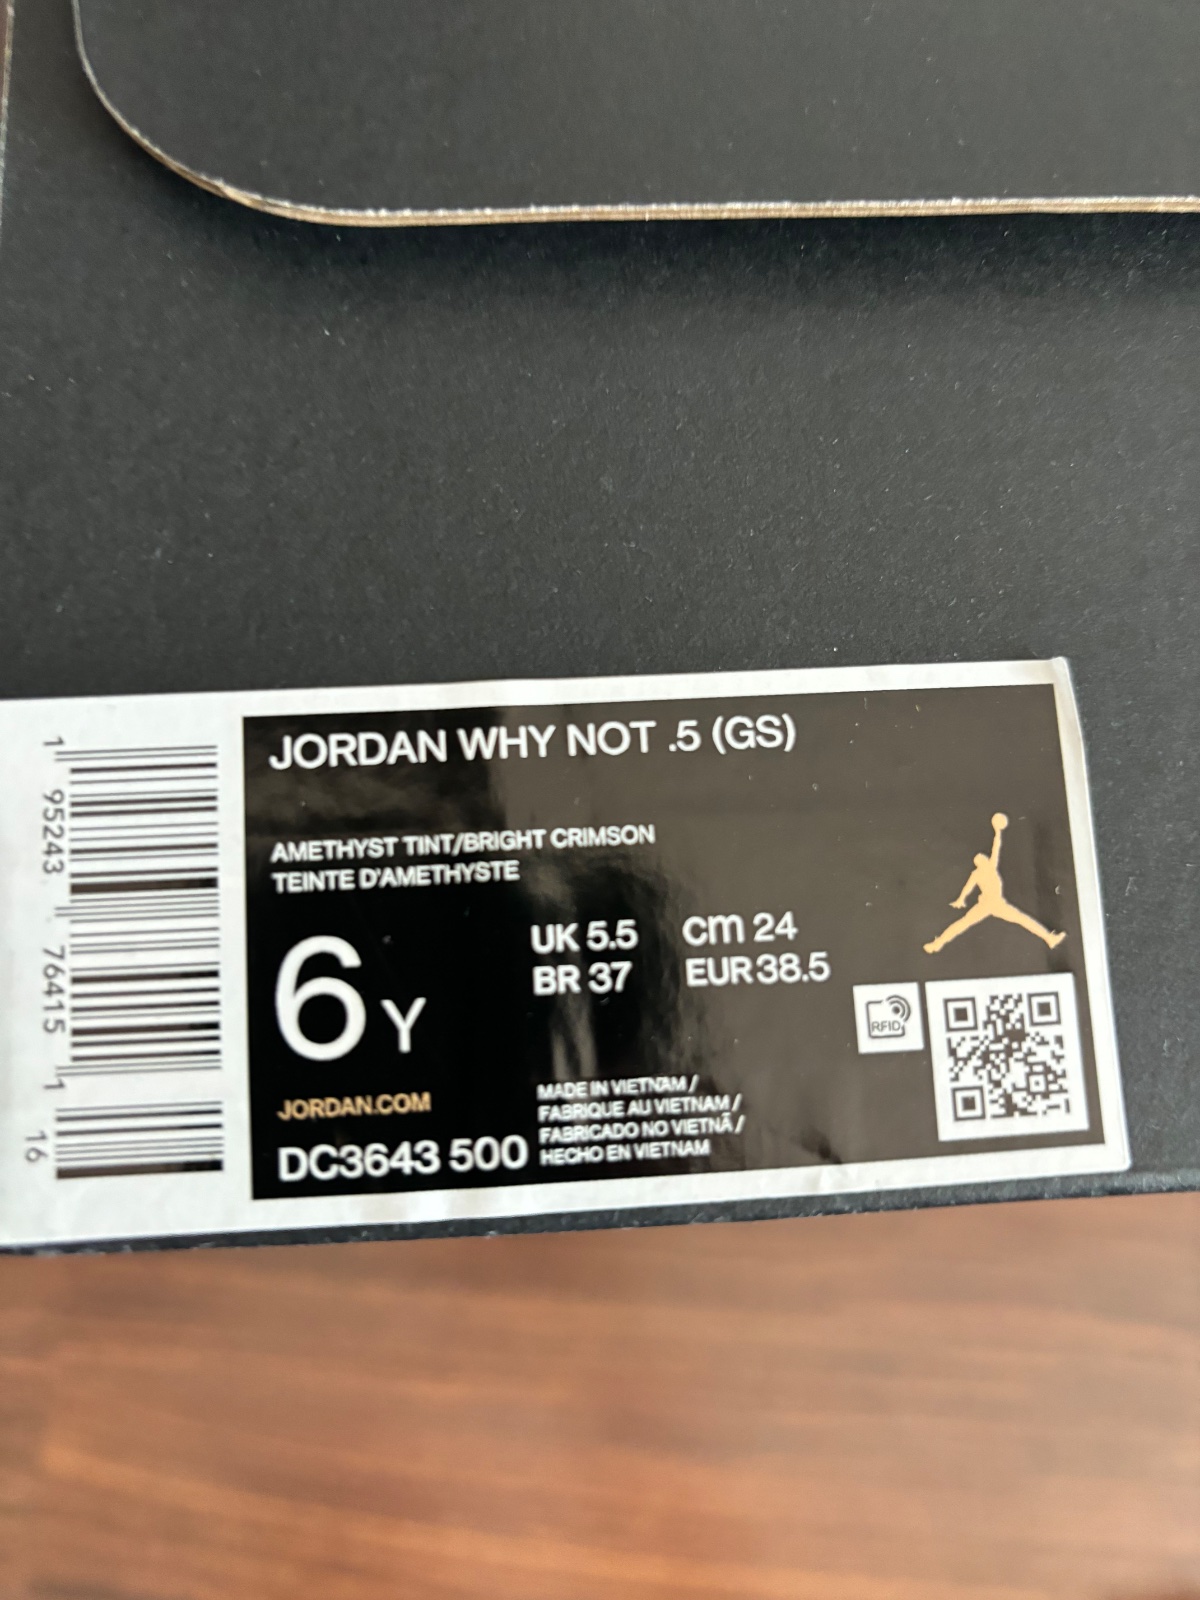 JORDAN WHY NOT .5 (GS)
AMETHYST TINT/BRIGHT CRIMSON
TEINTE D'AMETHYSTE
6 Y
UK 5.5 cm 24
BR 37 EUR 38.5
RFID
JORDAN.COM
MADE IN VIETNAM /
FABRIQUE AU VIETNAM /
FABRICADO NO VIETNÃ /
HECHO EN VIETNAM
DC3643 500
1 95243 76415 1 16